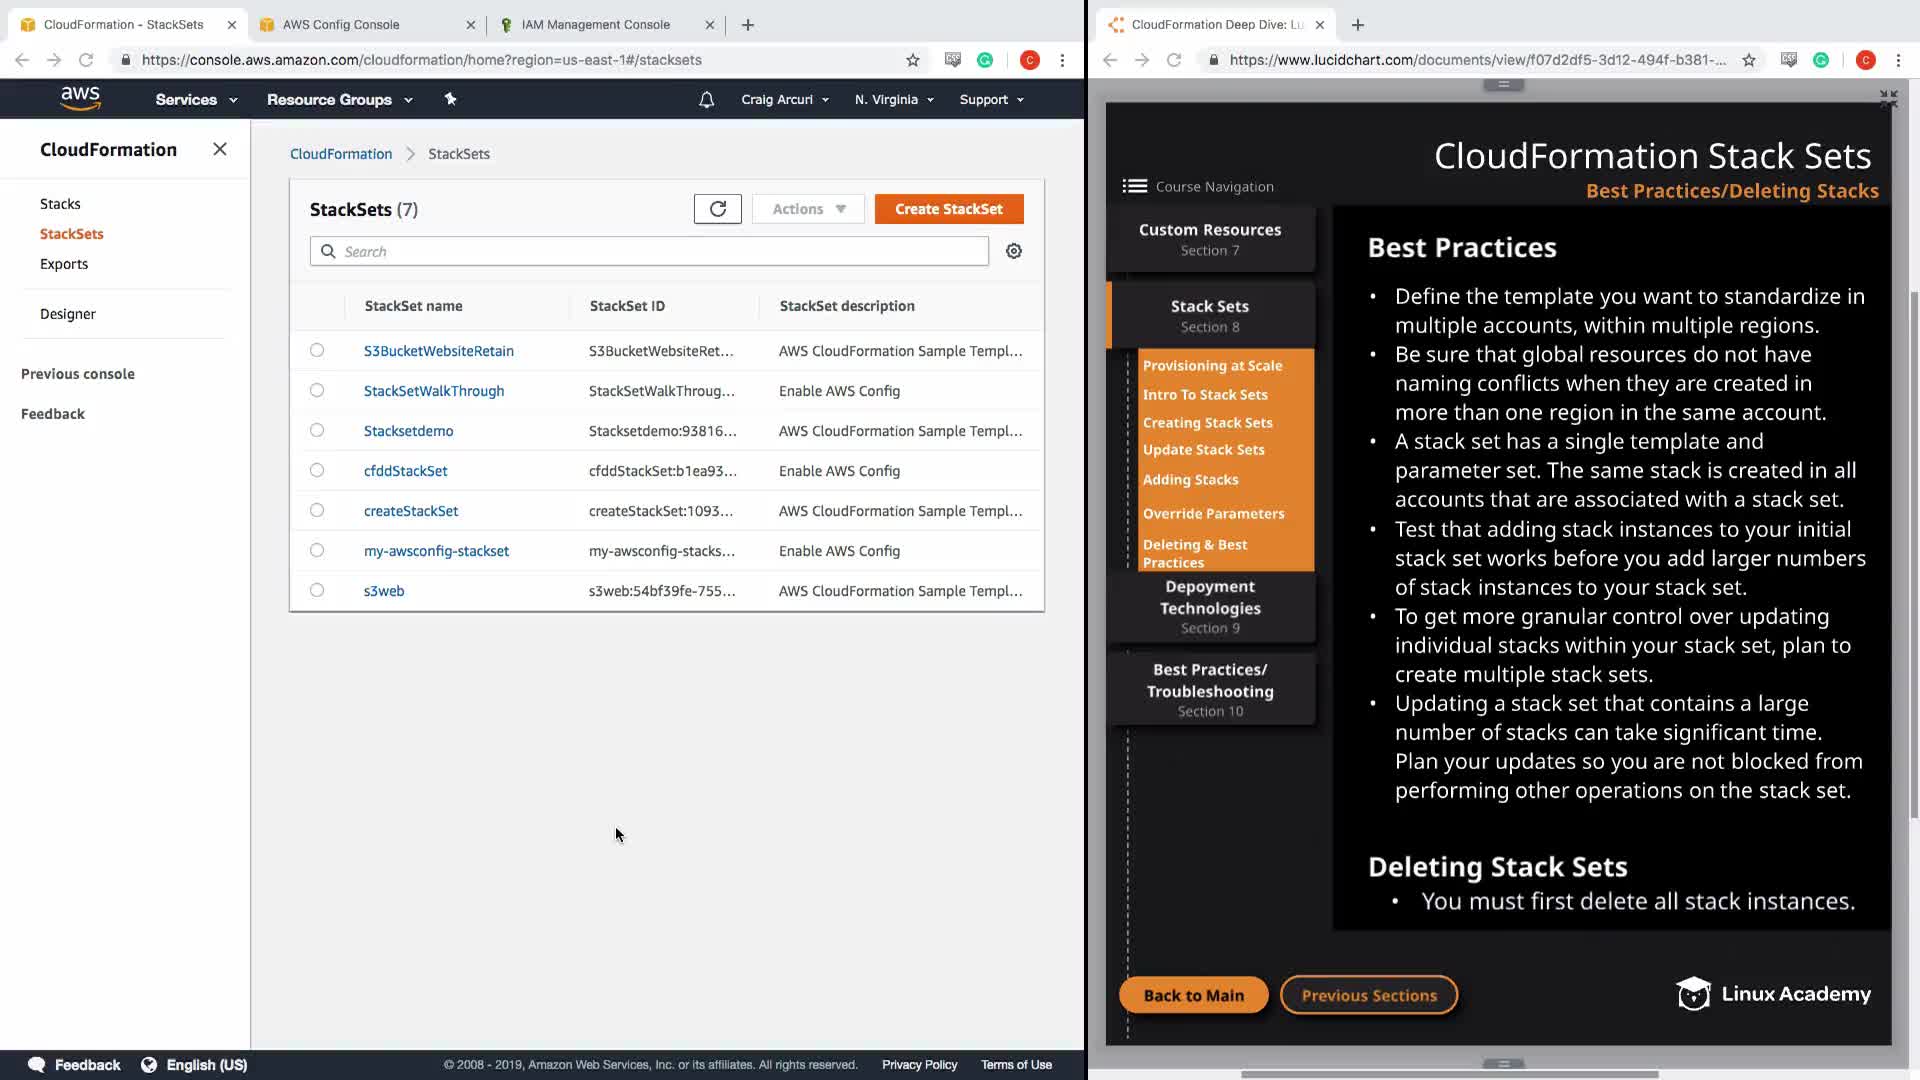 CloudFormation - StackSets
AWS Config Console
IAM Management Console
https://console.aws.amazon.com/cloudformation/home?region=us-east-1#/stacksets
C
aws
Services
Resource Groups
Craig Arcuri
N. Virginia
Support
CloudFormation
Stacks
StackSets
Exports
Designer
Previous console
Feedback
CloudFormation
StackSets
StackSets (7)
Actions
Create StackSet
Search
StackSet name StackSet ID StackSet description
S3BucketWebsiteRetain S3BucketWebsiteRet... AWS CloudFormation Sample Templ...
StackSetWalkThrough StackSetWalkThroug... Enable AWS Config
Stacksetdemo Stacksetdemo:93816... AWS CloudFormation Sample Templ...
cfddStackSet cfddStackSet:b1ea93... Enable AWS Config
createStackSet createStackSet:1093... AWS CloudFormation Sample Templ...
my-awsconfig-stackset my-awsconfig-stacks... Enable AWS Config
s3web s3web:54bf39fe-755... AWS CloudFormation Sample Templ...
Feedback
English (US)
© 2008 - 2019, Amazon Web Services, Inc. or its affiliates. All rights reserved.
Privacy Policy
Terms of Use
CloudFormation Deep Dive: Lu
https://www.lucidchart.com/documents/view/f07d2df5-3d12-494f-b381-...
C
CloudFormation Stack Sets
Best Practices/Deleting Stacks
Course Navigation
Custom Resources
Section 7
Stack Sets
Section 8
Provisioning at Scale
Intro To Stack Sets
Creating Stack Sets
Update Stack Sets
Adding Stacks
Override Parameters
Deleting & Best
Practices
Depoyment
Technologies
Section 9
Best Practices/
Troubleshooting
Section 10
Best Practices
• Define the template you want to standardize in
multiple accounts, within multiple regions.
• Be sure that global resources do not have
naming conflicts when they are created in
more than one region in the same account.
• A stack set has a single template and
parameter set. The same stack is created in all
accounts that are associated with a stack set.
• Test that adding stack instances to your initial
stack set works before you add larger numbers
of stack instances to your stack set.
• To get more granular control over updating
individual stacks within your stack set, plan to
create multiple stack sets.
• Updating a stack set that contains a large
number of stacks can take significant time.
Plan your updates so you are not blocked from
performing other operations on the stack set.
Deleting Stack Sets
• You must first delete all stack instances.
Back to Main
Previous Sections
Linux Academy